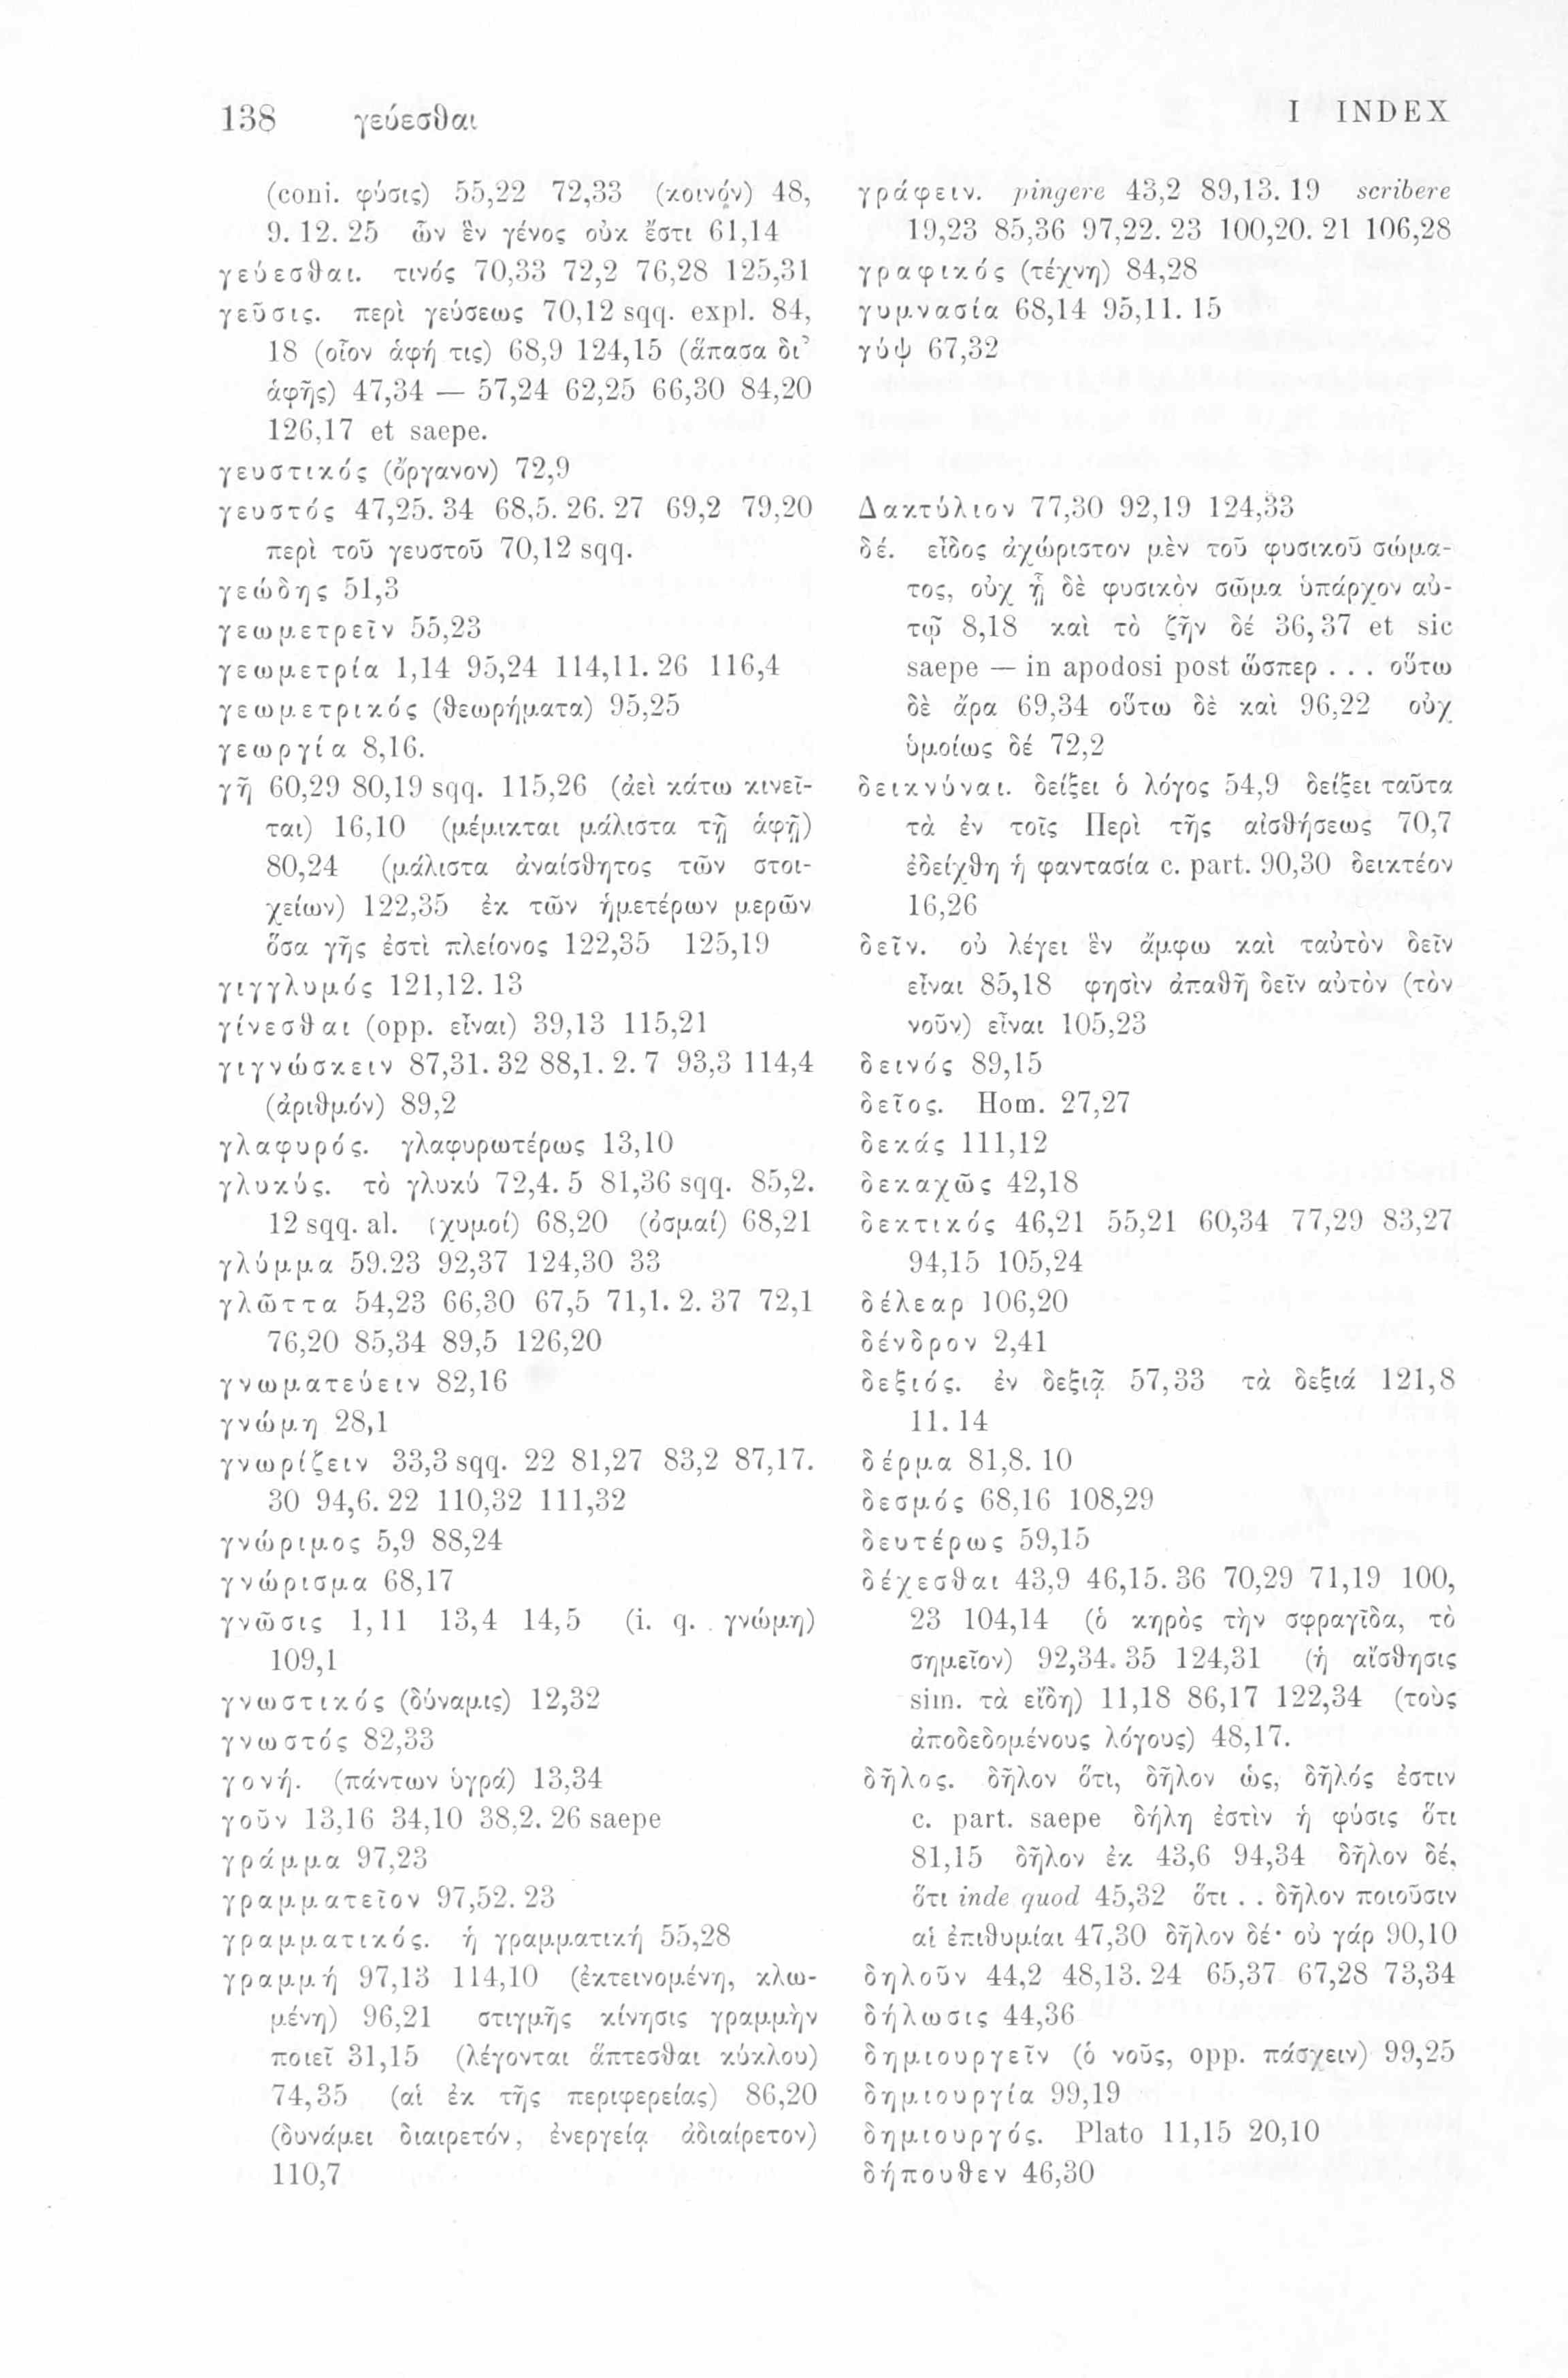 138 γεύεσθαι I INDEX
(coni. φύσις) 55,22 72,33 (κοινόν) 48,
9. 12. 25 ὧν ἓν γένος οὐκ ἔστι 61,14
γεύεσθαι. τινός 70,33 72,2 76,28 125,31
γεῦσις. περὶ γεύσεως 70,12 sqq. expl. 84,
18 (οἷον ἁφή τις) 68,9 124,15 (ἅπασα δι’
ἁφῆς) 47,34 — 57,24 62,25 66,30 84,20
126,17 et saepe.
γευστικός (ὄργανον) 72,9
γευστός 47,25. 34 68,5. 26. 27 69,2 79,20
περὶ τοῦ γευστοῦ 70,12 sqq.
γεώδης 51,3
γεωμετρεῖν 55,23
γεωμετρία 1,14 95,24 114,11. 26 116,4
γεωμετρικός (θεωρήματα) 95,25
γεωργία 8,16.
γῆ 60,29 80,19 sqq. 115,26 (ἀεὶ κάτω κινεῖ-
ται) 16,10 (μέμικται μάλιστα τῇ ἁφῇ)
80,24 (μάλιστα ἀναίσθητος τῶν στοι-
χείων) 122,35 ἐκ τῶν ἡμετέρων μερῶν
ὅσα γῆς ἐστὶ πλείονος 122,35 125,19
γιγγλυμός 121,12. 13
γίνεσθαι (opp. εἶναι) 39,13 115,21
γιγνώσκειν 87,31. 32 88,1. 2. 7 93,3 114,4
(ἀριθμόν) 89,2
γλαφυρός. γλαφυρωτέρως 13,10
γλυκύς. τὸ γλυκύ 72,4. 5 81,36 sqq. 85,2.
12 sqq. al. (χυμοί) 68,20 (ὀσμαί) 68,21
γλύμμα 59.23 92,37 124,30 33
γλῶττα 54,23 66,30 67,5 71,1. 2. 37 72,1
76,20 85,34 89,5 126,20
γνωματεύειν 82,16
γνώμη 28,1
γνωρίζειν 33,3 sqq. 22 81,27 83,2 87,17.
30 94,6. 22 110,32 111,32
γνώριμος 5,9 88,24
γνώρισμα 68,17
γνῶσις 1,11 13,4 14,5 (i. q. . γνώμη)
109,1
γνωστικός (δύναμις) 12,32
γνωστός 82,33
γονή. (πάντων ὑγρά) 13,34
γοῦν 13,16 34,10 38,2. 26 saepe
γράμμα 97,23
γραμματεῖον 97,52. 23
γραμματικός. ἡ γραμματική 55,28
γραμμή 97,13 114,10 (ἐκτεινομένη, κλω-
μένη) 96,21 στιγμῆς κίνησις γραμμὴν
ποιεῖ 31,15 (λέγονται ἅπτεσθαι κύκλου)
74,35 (αἱ ἐκ τῆς περιφερείας) 86,20
(δυνάμει διαιρετόν, ἐνεργείᾳ ἀδιαίρετον)
110,7
γράφειν. pingere 43,2 89,13. 19 scribere
19,23 85,36 97,22. 23 100,20. 21 106,28
γραφικός (τέχνη) 84,28
γυμνασία 68,14 95,11. 15
γύψ 67,32
Δακτύλιον 77,30 92,19 124,33
δέ. εἶδος ἀχώριστον μὲν τοῦ φυσικοῦ σώμα-
τος, οὐχ ᾗ δὲ φυσικὸν σῶμα ὑπάρχον αὐ-
τῷ 8,18 καὶ τὸ ζῆν δέ 36,37 et sic
saepe — in apodosi post ὥσπερ . . . οὕτω
δὲ ἄρα 69,34 οὕτω δὲ καὶ 96,22 οὐχ
ὁμοίως δέ 72,2
δεικνύναι. δείξει ὁ λόγος 54,9 δείξει ταῦτα
τὰ ἐν τοῖς Περὶ τῆς αἰσθήσεως 70,7
ἐδείχθη ἡ φαντασία c. part. 90,30 δεικτέον
16,26
δεῖν. οὐ λέγει ἓν ἄμφω καὶ ταὐτὸν δεῖν
εἶναι 85,18 φησὶν ἀπαθῆ δεῖν αὐτὸν (τὸν
νοῦν) εἶναι 105,23
δεινός 89,15
δεῖος. Hom. 27,27
δεκάς 111,12
δεκαχῶς 42,18
δεκτικός 46,21 55,21 60,34 77,29 83,27
94,15 105,24
δέλεαρ 106,20
δένδρον 2,41
δεξιός. ἐν δεξιᾷ 57,33 τὰ δεξιά 121,8
11. 14
δέρμα 81,8. 10
δεσμός 68,16 108,29
δευτέρως 59,15
δέχεσθαι 43,9 46,15. 36 70,29 71,19 100,
23 104,14 (ὁ κηρὸς τὴν σφραγῖδα, τὸ
σημεῖον) 92,34. 35 124,31 (ἡ αἴσθησις
sim. τὰ εἴδη) 11,18 86,17 122,34 (τοὺς
ἀποδεδομένους λόγους) 48,17.
δῆλος. δῆλον ὅτι, δῆλον ὡς, δῆλός ἐστιν
c. part. saepe δήλη ἐστὶν ἡ φύσις ὅτι
81,15 δῆλον ἐκ 43,6 94,34 δῆλον δέ,
ὅτι inde quod 45,32 ὅτι . . δῆλον ποιοῦσιν
αἱ ἐπιθυμίαι 47,30 δῆλον δέ· οὐ γάρ 90,10
δηλοῦν 44,2 48,13. 24 65,37 67,28 73,34
δήλωσις 44,36
δημιουργεῖν (ὁ νοῦς, opp. πάσχειν) 99,25
δημιουργία 99,19
δημιουργός. Plato 11,15 20,10
δήπουθεν 46,30